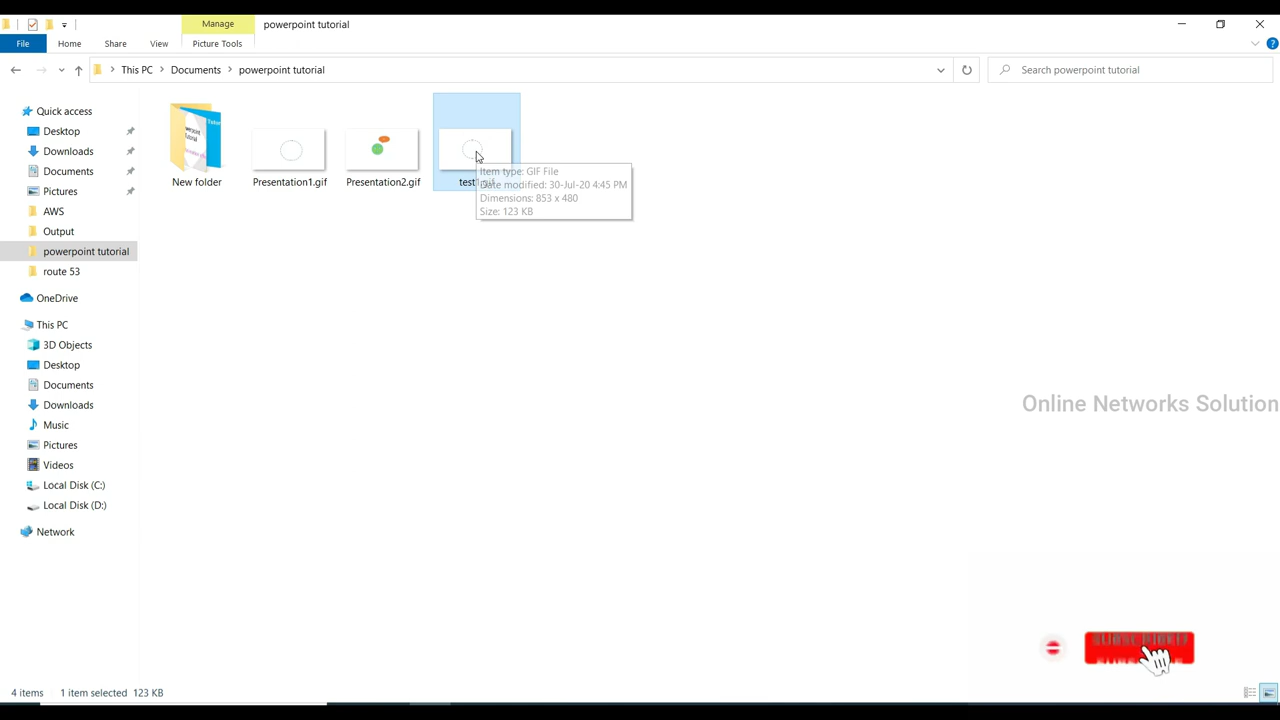 Manage
powerpoint tutorial
File
Home
Share
View
Picture Tools
This PC
Documents
powerpoint tutorial
Search powerpoint tutorial
Quick access
Desktop
Downloads
Documents
Pictures
AWS
Output
powerpoint tutorial
route 53
OneDrive
This PC
3D Objects
Desktop
Documents
Downloads
Music
Pictures
Videos
Local Disk (C:)
Local Disk (D:)
Network
Tutor
New folder
Presentation1.gif
Presentation2.gif
Item type: GIF File
Date modified: 30-Jul-20 4:45 PM
Dimensions: 853 x 480
Size: 123 KB
Online Networks Solution
4 items
1 item selected 123 KB